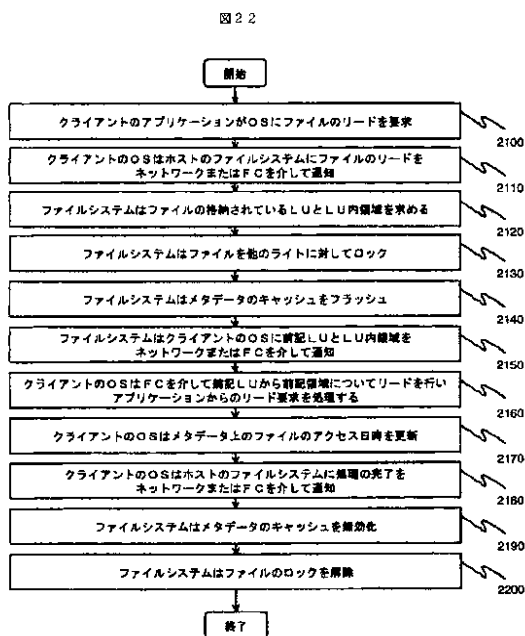 図２２
開始
クライアントのアプリケーションがＯＳにファイルのリードを要求
2100
クライアントのＯＳはホストのファイルシステムにファイルのリードを
ネットワークまたはＦＣを介して通知
2110
ファイルシステムはファイルの格納されているＬＵとＬＵ内領域を求める
2120
ファイルシステムはファイルを他のライトに対してロック
2130
ファイルシステムはメタデータのキャッシュをフラッシュ
2140
ファイルシステムはクライアントのＯＳに前記ＬＵとＬＵ内領域を
ネットワークまたはＦＣを介して通知
2150
クライアントのＯＳはＦＣを介して前記ＬＵから前記領域についてリードを行い
アプリケーションからのリード要求を処理する
2160
クライアントのＯＳはメタデータ上のファイルのアクセス日時を更新
2170
クライアントのＯＳはホストのファイルシステムに処理の完了を
ネットワークまたはＦＣを介して通知
2180
ファイルシステムはメタデータのキャッシュを無効化
2190
ファイルシステムはファイルのロックを解除
2200
終了